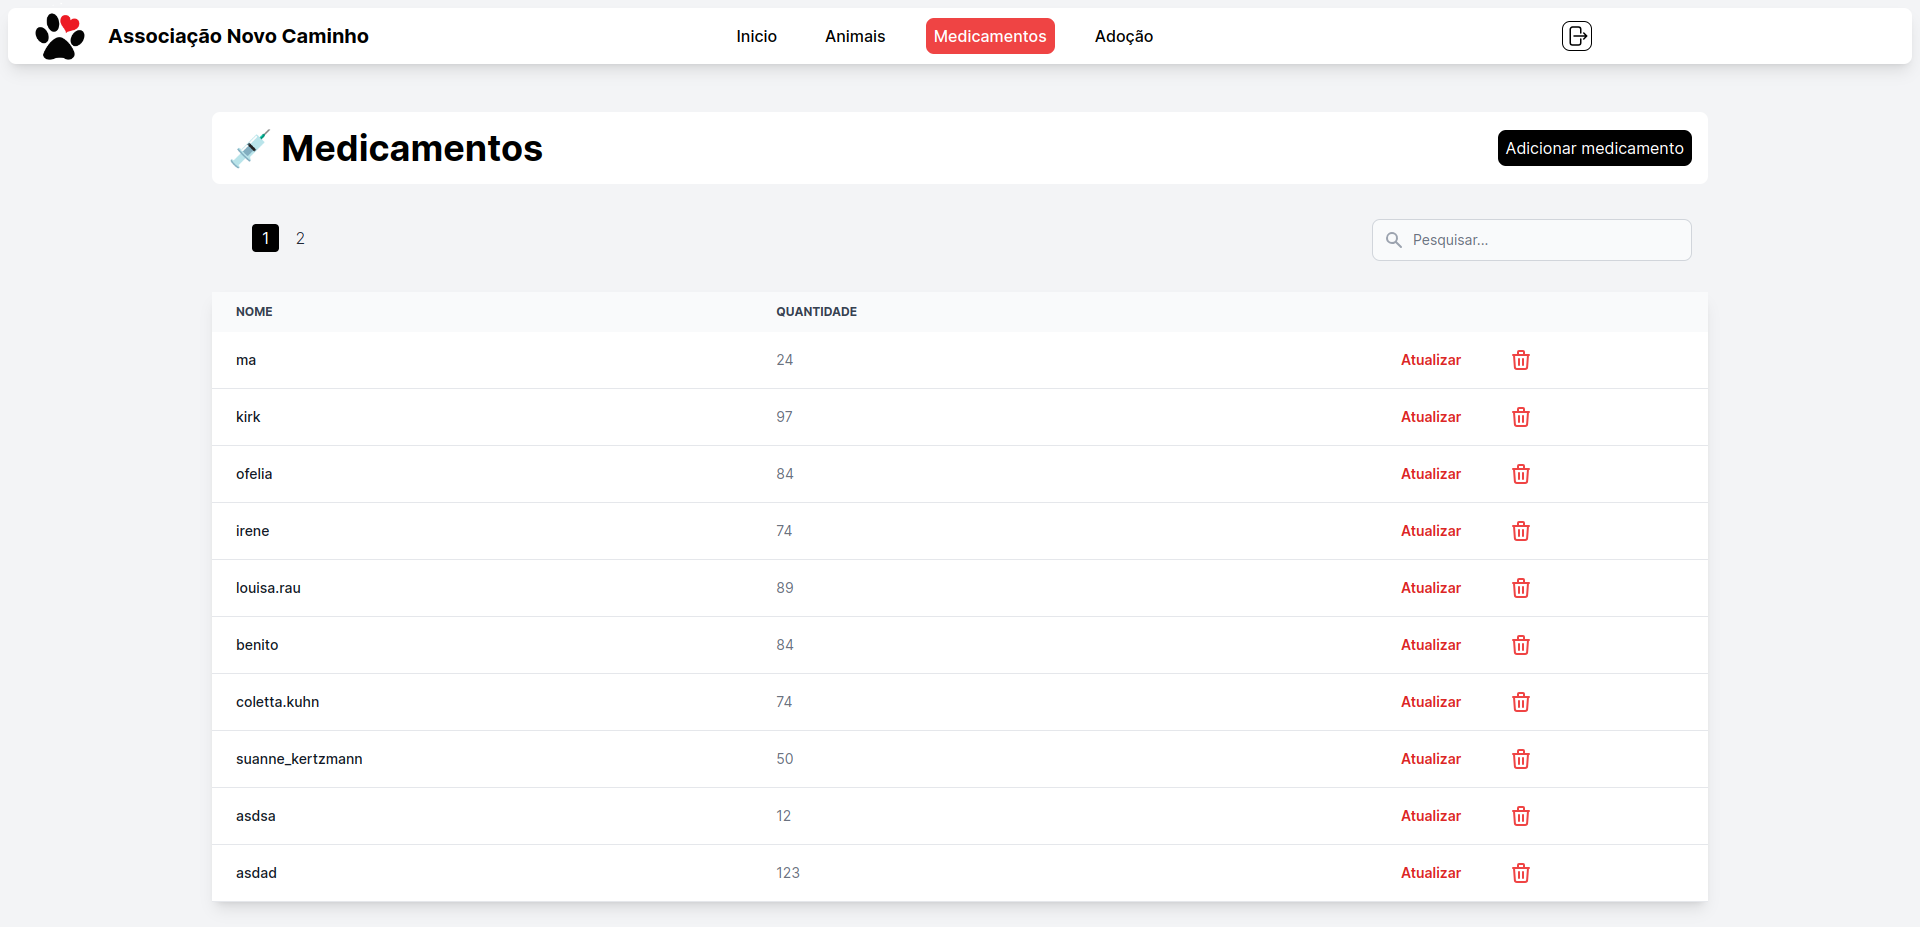 Associação Novo Caminho Inicio Animais Medicamentos Adoção
Medicamentos Adicionar medicamento
1 2 Pesquisar...
NOME QUANTIDADE
ma 24 Atualizar
kirk 97 Atualizar
ofelia 84 Atualizar
irene 74 Atualizar
louisa.rau 89 Atualizar
benito 84 Atualizar
coletta.kuhn 74 Atualizar
suanne_kertzmann 50 Atualizar
asdsa 12 Atualizar
asdad 123 Atualizar